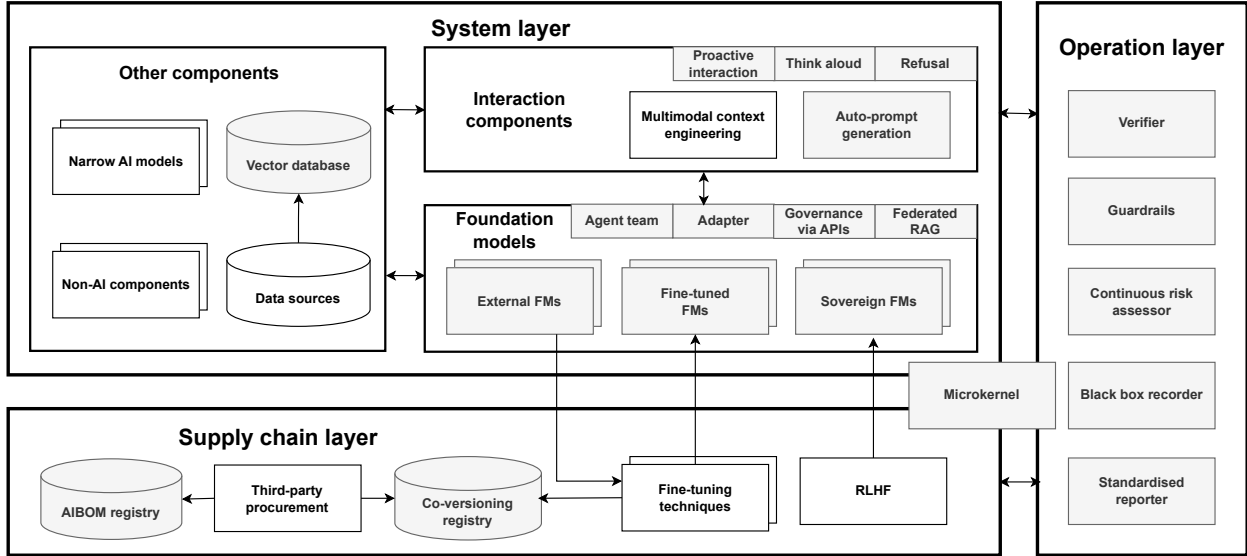 System layer
Other components
Narrow AI models
Vector database
Non-AI components
Data sources
Interaction
components
Proactive
interaction
Think aloud
Refusal
Multimodal context
engineering
Auto-prompt
generation
Foundation
models
Agent team
Adapter
Governance
via APIs
Federated
RAG
External FMs
Fine-tuned
FMs
Sovereign FMs
Microkernel
Supply chain layer
AIBOM registry
Third-party
procurement
Co-versioning
registry
Fine-tuning
techniques
RLHF
Operation layer
Verifier
Guardrails
Continuous risk
assessor
Black box recorder
Standardised
reporter